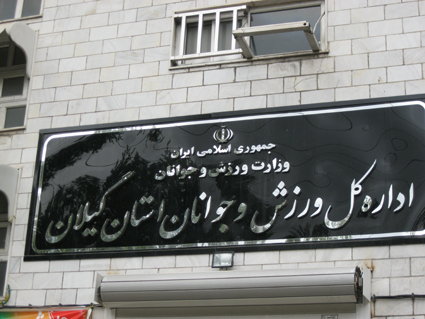 جمهوری اسلامی ایران
وزارت ورزش و جوانان
اداره کل ورزش و جوانان استان گیلان